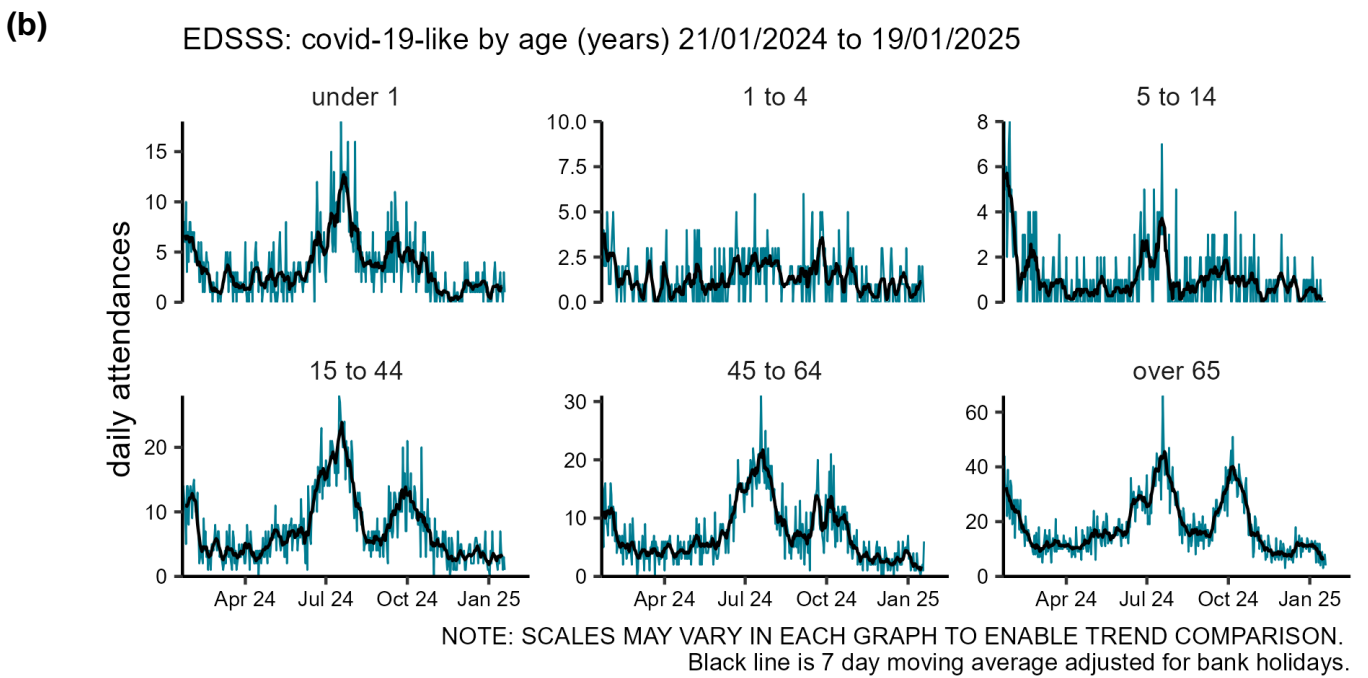 (b)
EDSSS: covid-19-like by age (years) 21/01/2024 to 19/01/2025
daily attendances
under 1
15
10
5
0
1 to 4
10.0
7.5
5.0
2.5
0.0
5 to 14
8
6
4
2
0
15 to 44
20
10
0
Apr 24 Jul 24 Oct 24 Jan 25
45 to 64
30
20
10
0
Apr 24 Jul 24 Oct 24 Jan 25
over 65
60
40
20
0
Apr 24 Jul 24 Oct 24 Jan 25
NOTE: SCALES MAY VARY IN EACH GRAPH TO ENABLE TREND COMPARISON.
Black line is 7 day moving average adjusted for bank holidays.